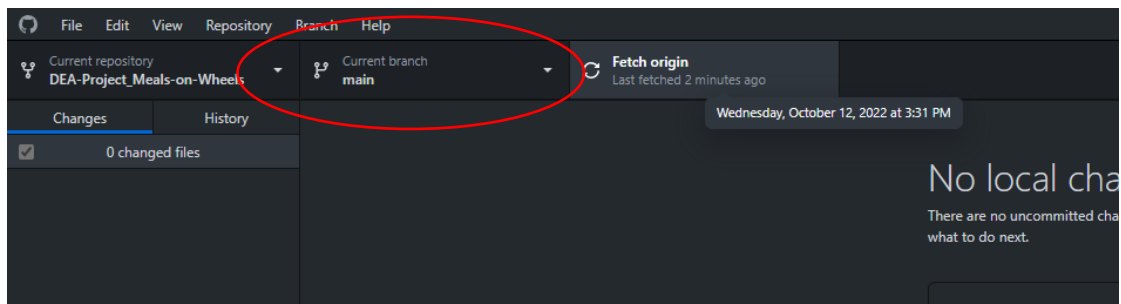 File Edit View Repository Branch Help
Current repository
DEA-Project_Meals-on-Wheels
Current branch
main
Fetch origin
Last fetched 2 minutes ago
Wednesday, October 12, 2022 at 3:31 PM
Changes History
0 changed files
No local cha
There are no uncommitted cha
what to do next.